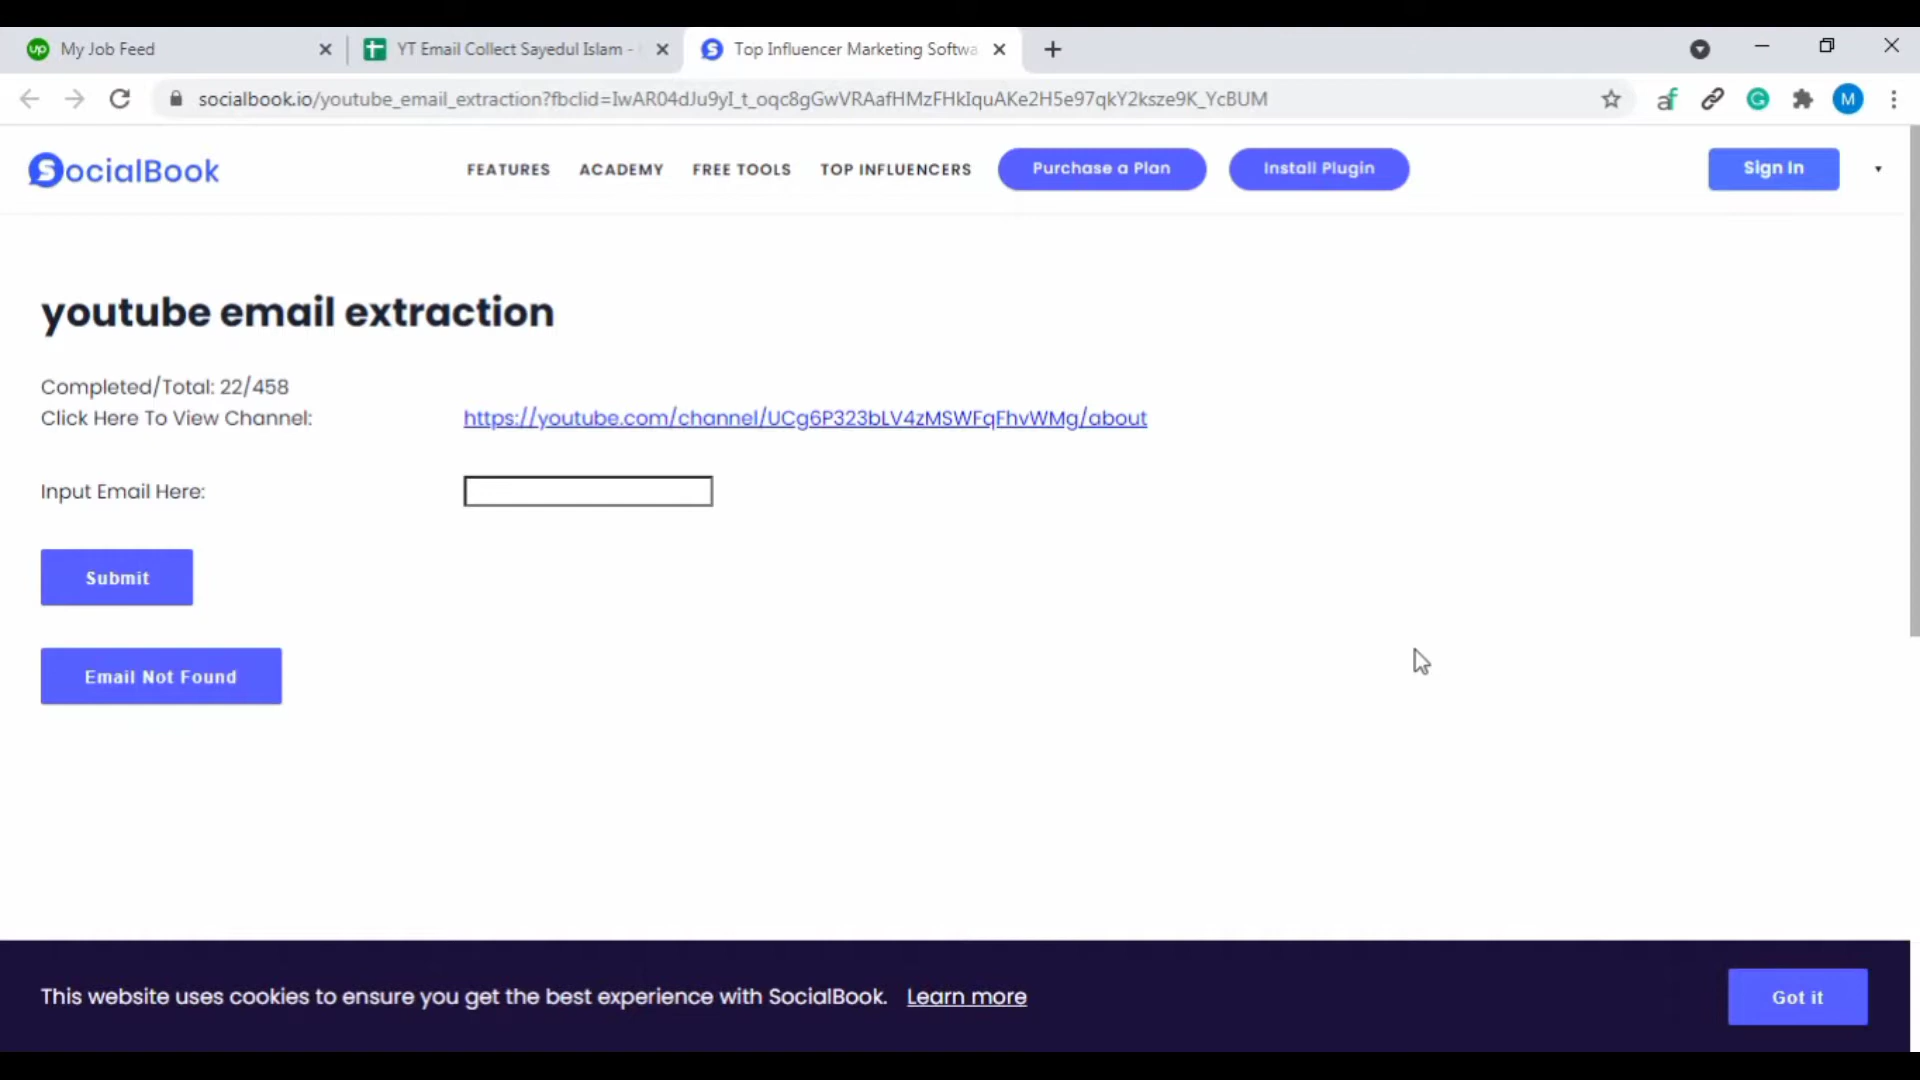 My Job Feed
YT Email Collect Sayedul Islam -
Top Influencer Marketing Softwa
socialbook.io/youtube_email_extraction?fbclid=IwAR04dJu9yI_t_oqc8gGwVRAafHMzFHkIquAKe2H5e97qkY2ksze9K_YcBUM
M
SocialBook
FEATURES
ACADEMY
FREE TOOLS
TOP INFLUENCERS
Purchase a Plan
Install Plugin
Sign In
youtube email extraction
Completed/Total: 22/458
Click Here To View Channel: https://youtube.com/channel/UCg6P323bLV4zMSWFqFhvWMg/about
Input Email Here:
Submit
Email Not Found
This website uses cookies to ensure you get the best experience with SocialBook. Learn more
Got it